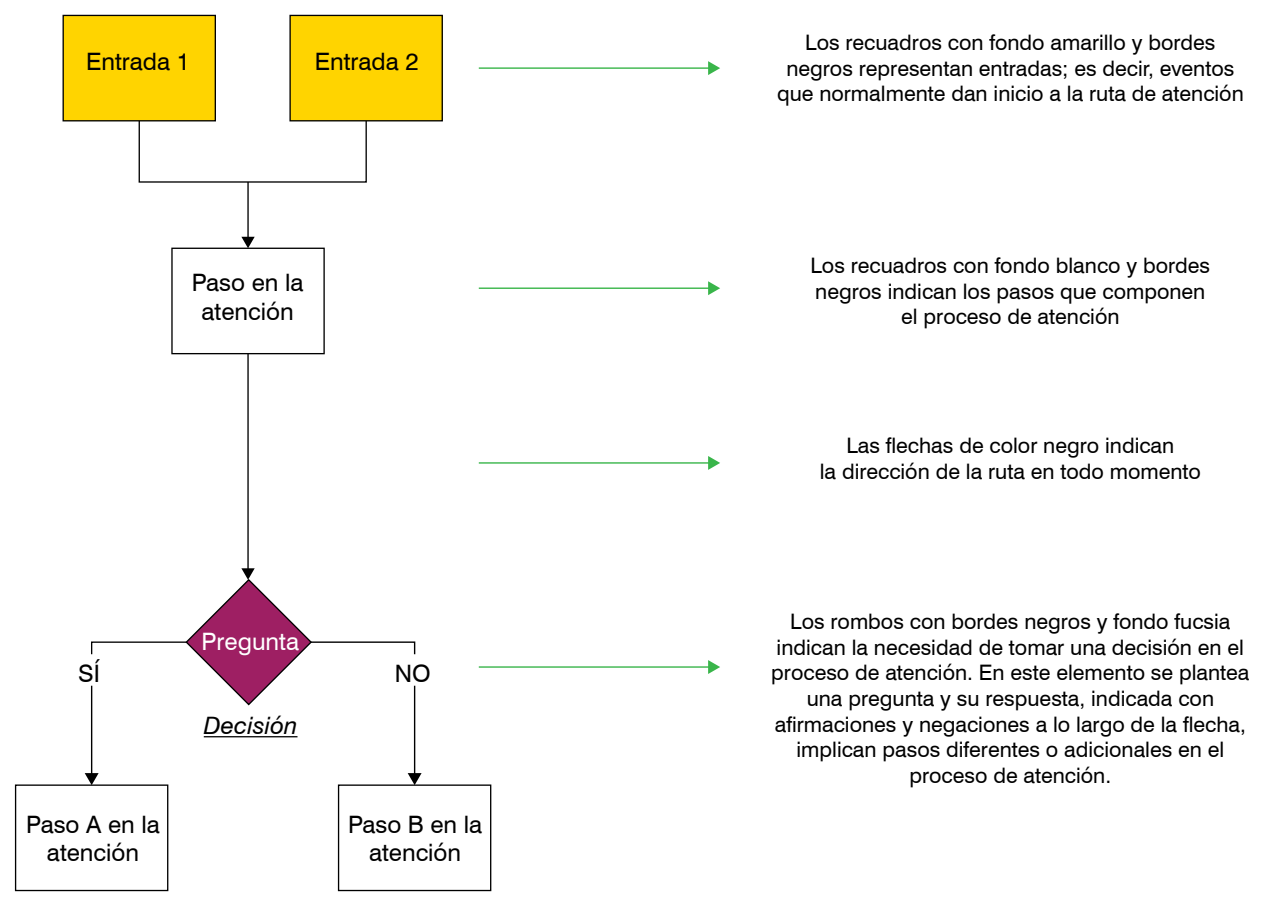 Entrada 1
Entrada 2
Los recuadros con fondo amarillo y bordes
negros representan entradas; es decir, eventos
que normalmente dan inicio a la ruta de atención
Paso en la
atención
Los recuadros con fondo blanco y bordes
negros indican los pasos que componen
el proceso de atención
Las flechas de color negro indican
la dirección de la ruta en todo momento
Pregunta
SÍ
NO
Decisión
Los rombos con bordes negros y fondo fucsia
indican la necesidad de tomar una decisión en el
proceso de atención. En este elemento se plantea
una pregunta y su respuesta, indicada con
afirmaciones y negaciones a lo largo de la flecha,
implican pasos diferentes o adicionales en el
proceso de atención.
Paso A en la
atención
Paso B en la
atención